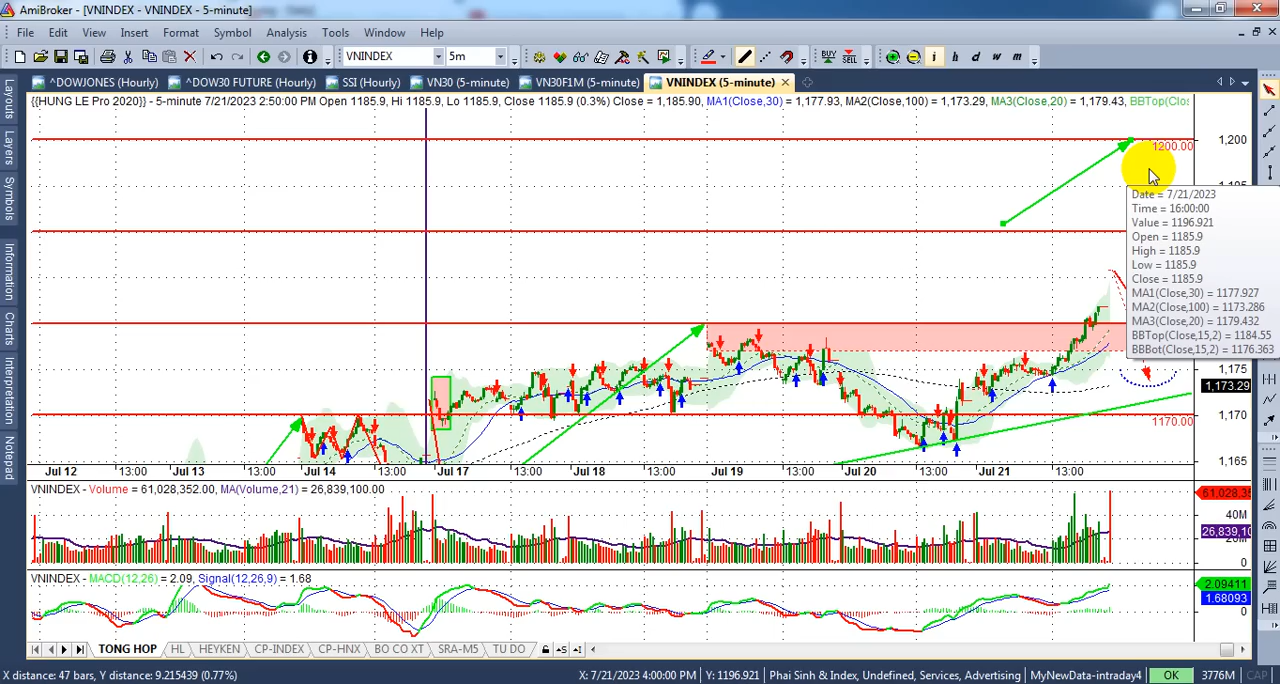 AmiBroker - [VNINDEX - VNINDEX - 5-minute]
File Edit View Insert Format Symbol Analysis Tools Window Help
VNINDEX 5m BUY SELL i h d w m
^DOWJONES (Hourly) ^DOW30 FUTURE (Hourly) SSI (Hourly) VN30 (5-minute) VN30F1M (5-minute) VNINDEX (5-minute)
{{HUNG LE Pro 2020}} - 5-minute 7/21/2023 2:50:00 PM Open 1185.9, Hi 1185.9, Lo 1185.9, Close 1185.9 (0.3%) Close = 1,185.90, MA1(Close,30) = 1,177.93, MA2(Close,100) = 1,173.29, MA3(Close,20) = 1,179.43, BBTop(Clos
Layouts
Layers
Symbols
Information
Charts
Interpretation
Notepad
1,200
1200.00
Date = 7/21/2023
Time = 16:00:00
Value = 1196.921
Open = 1185.9
High = 1185.9
Low = 1185.9
Close = 1185.9
MA1(Close,30) = 1177.927
MA2(Close,100) = 1173.286
MA3(Close,20) = 1179.432
BBTop(Close,15,2) = 1184.55
BBBot(Close,15,2) = 1176.363
1,175
1,173.29
1,170
1170.00
1,165
Jul 12 13:00 Jul 13 13:00 Jul 14 13:00 Jul 17 13:00 Jul 18 13:00 Jul 19 13:00 Jul 20 13:00 Jul 21 13:00
VNINDEX - Volume = 61,028,352.00, MA(Volume,21) = 26,839,100.00
40M
0
VNINDEX - MACD(12,26) = 2.09, Signal(12,26,9) = 1.68
2.09411
1.68093
0
TONG HOP HL HEYKEN CP-INDEX CP-HNX BO CO XT SRA-M5 TU DO
X distance: 47 bars, Y distance: 9.215439 (0.77%) X: 7/21/2023 4:00:00 PM Y: 1196.921 Phai Sinh & Index, Undefined, Services, Advertising MyNewData-intraday4 OK 3776M CAP